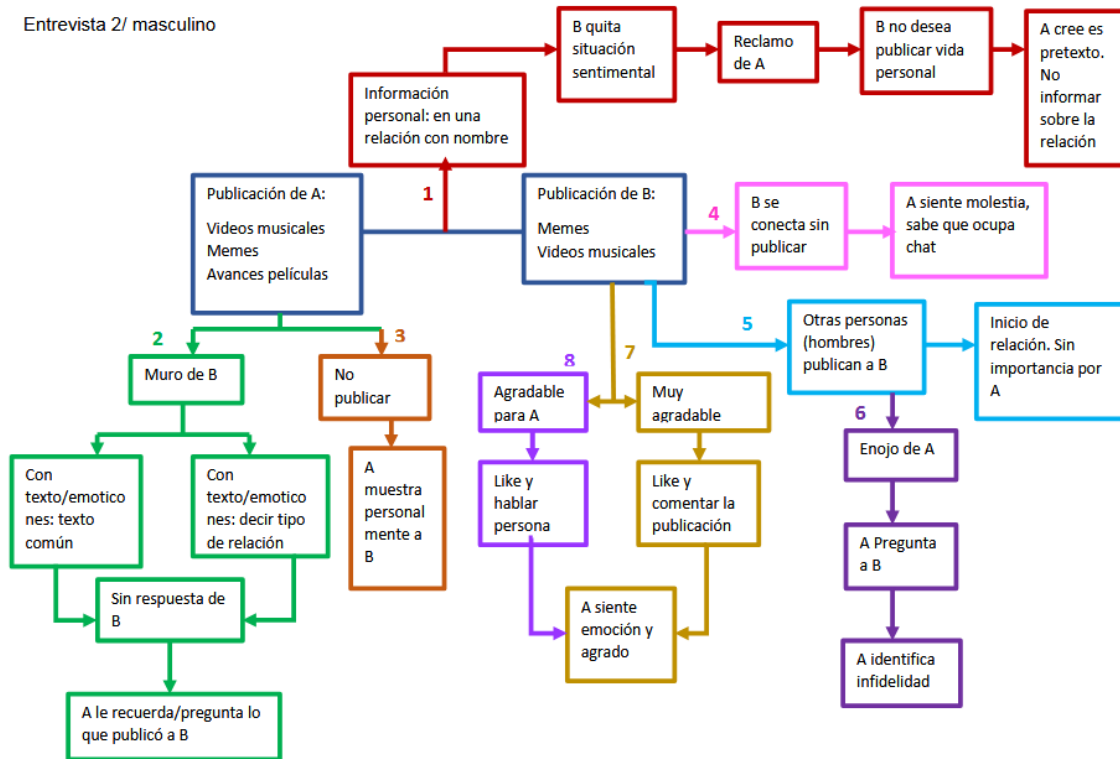 Entrevista 2/ masculino
B quita
situación
sentimental
Reclamo
de A
B no desea
publicar vida
personal
A cree es
pretexto.
No
informar
sobre la
relación
Información
personal: en una
relación con nombre
1
Publicación de A:
Videos musicales
Memes
Avances películas
Publicación de B:
Memes
Videos musicales
4
B se
conecta sin
publicar
A siente molestia,
sabe que ocupa
chat
2
3
8
7
5
Otras personas
(hombres)
publican a B
Inicio de
relación. Sin
importancia por
A
Muro de B
No
publicar
Agradable
para A
Muy
agradable
6
Enojo de A
Con
texto/emotico
nes: texto
común
Con
texto/emotico
nes: decir tipo
de relación
A
muestra
personal
mente a
B
Like y
hablar
persona
Like y
comentar la
publicación
A Pregunta
a B
Sin respuesta de
B
A siente
emoción y
agrado
A identifica
infidelidad
A le recuerda/pregunta lo
que publicó a B